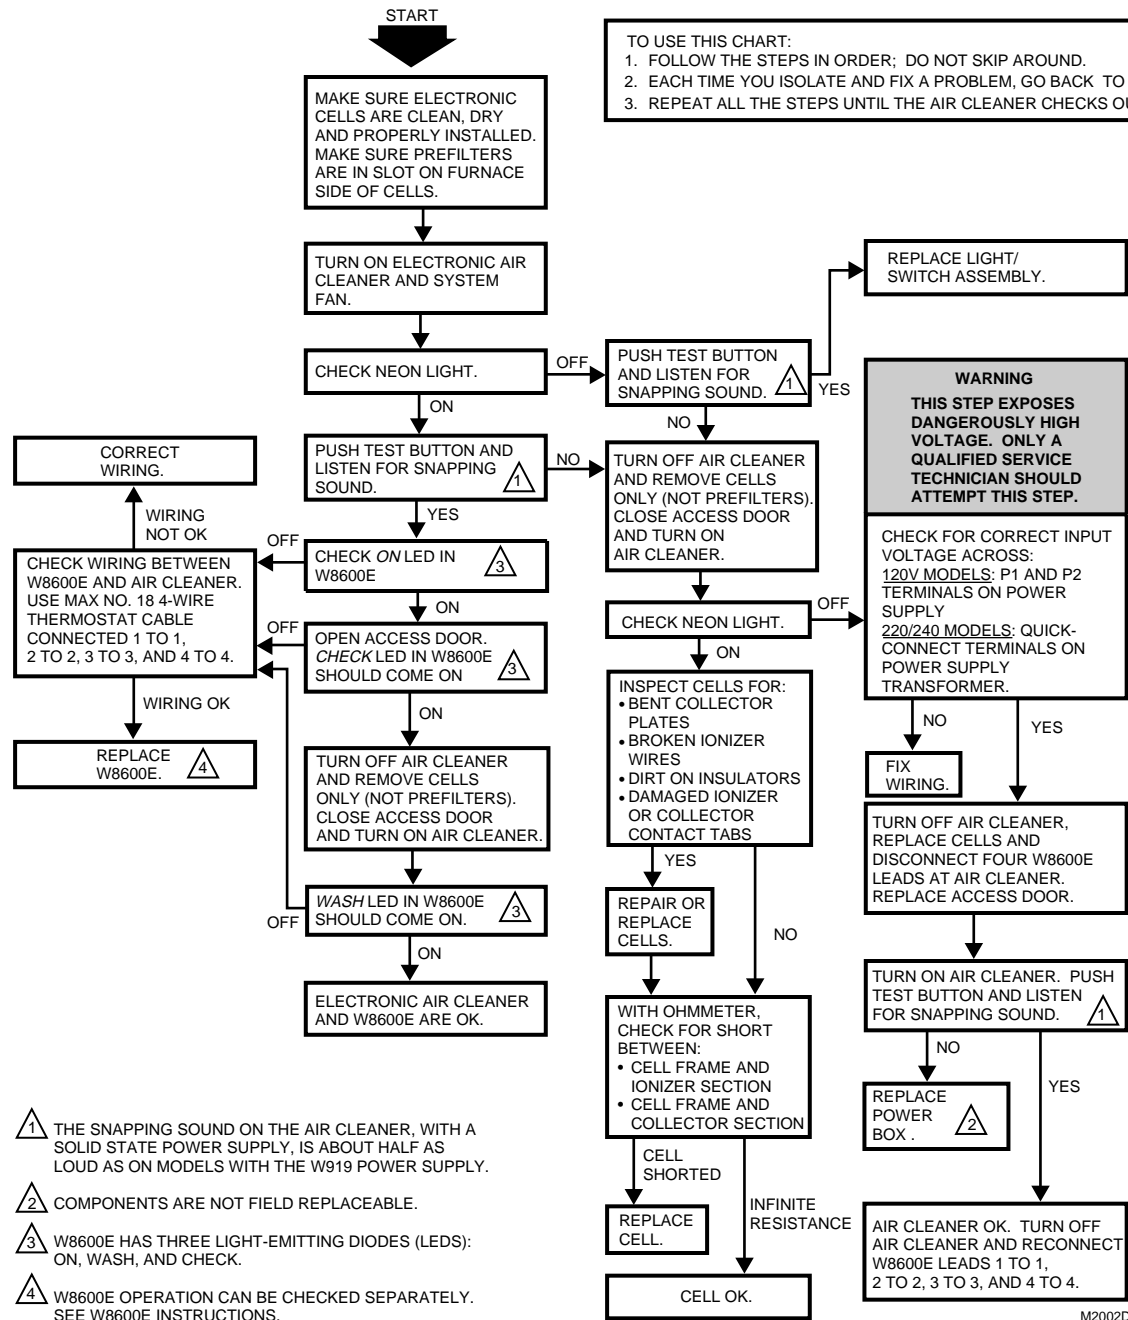 START
TO USE THIS CHART:
1. FOLLOW THE STEPS IN ORDER; DO NOT SKIP AROUND.
2. EACH TIME YOU ISOLATE AND FIX A PROBLEM, GO BACK TO
3. REPEAT ALL THE STEPS UNTIL THE AIR CLEANER CHECKS
MAKE SURE ELECTRONIC
CELLS ARE CLEAN, DRY
AND PROPERLY INSTALLED.
MAKE SURE PREFILTERS
ARE IN SLOT ON FURNACE
SIDE OF CELLS.
TURN ON ELECTRONIC AIR
CLEANER AND SYSTEM
FAN.
CHECK NEON LIGHT.
OFF
ON
PUSH TEST BUTTON
AND LISTEN FOR
SNAPPING SOUND. 1
YES
NO
REPLACE LIGHT/
SWITCH ASSEMBLY.
PUSH TEST BUTTON AND
LISTEN FOR SNAPPING
SOUND. 1
NO
YES
CHECK ON LED IN
W8600E 3
OFF
ON
OPEN ACCESS DOOR.
CHECK LED IN W8600E
SHOULD COME ON 3
OFF
ON
TURN OFF AIR CLEANER
AND REMOVE CELLS
ONLY (NOT PREFILTERS).
CLOSE ACCESS DOOR
AND TURN ON AIR CLEANER.
WASH LED IN W8600E
SHOULD COME ON. 3
OFF
ON
ELECTRONIC AIR CLEANER
AND W8600E ARE OK.
CORRECT
WIRING.
WIRING
NOT OK
CHECK WIRING BETWEEN
W8600E AND AIR CLEANER.
USE MAX NO. 18 4-WIRE
THERMOSTAT CABLE
CONNECTED 1 TO 1,
2 TO 2, 3 TO 3, AND 4 TO 4.
WIRING OK
REPLACE
W8600E. 4
TURN OFF AIR CLEANER
AND REMOVE CELLS
ONLY (NOT PREFILTERS).
CLOSE ACCESS DOOR
AND TURN ON
AIR CLEANER.
CHECK NEON LIGHT.
OFF
ON
INSPECT CELLS FOR:
• BENT COLLECTOR
PLATES
• BROKEN IONIZER
WIRES
• DIRT ON INSULATORS
• DAMAGED IONIZER
OR COLLECTOR
CONTACT TABS
YES
NO
REPAIR OR
REPLACE
CELLS.
WITH OHMMETER,
CHECK FOR SHORT
BETWEEN:
• CELL FRAME AND
IONIZER SECTION
• CELL FRAME AND
COLLECTOR SECTION
CELL
SHORTED
INFINITE
RESISTANCE
REPLACE
CELL.
CELL OK.
WARNING
THIS STEP EXPOSES
DANGEROUSLY HIGH
VOLTAGE. ONLY A
QUALIFIED SERVICE
TECHNICIAN SHOULD
ATTEMPT THIS STEP.
CHECK FOR CORRECT INPUT
VOLTAGE ACROSS:
120V MODELS: P1 AND P2
TERMINALS ON POWER
SUPPLY
220/240 MODELS: QUICK-
CONNECT TERMINALS ON
POWER SUPPLY
TRANSFORMER.
NO
YES
FIX
WIRING.
TURN OFF AIR CLEANER,
REPLACE CELLS AND
DISCONNECT FOUR W8600E
LEADS AT AIR CLEANER.
REPLACE ACCESS DOOR.
TURN ON AIR CLEANER. PUSH
TEST BUTTON AND LISTEN
FOR SNAPPING SOUND. 1
NO
YES
REPLACE
POWER
BOX . 2
AIR CLEANER OK. TURN OFF
AIR CLEANER AND RECONNECT
W8600E LEADS 1 TO 1,
2 TO 2, 3 TO 3, AND 4 TO 4.
1 THE SNAPPING SOUND ON THE AIR CLEANER, WITH A
SOLID STATE POWER SUPPLY, IS ABOUT HALF AS
LOUD AS ON MODELS WITH THE W919 POWER SUPPLY.
2 COMPONENTS ARE NOT FIELD REPLACEABLE.
3 W8600E HAS THREE LIGHT-EMITTING DIODES (LEDS):
ON, WASH, AND CHECK.
4 W8600E OPERATION CAN BE CHECKED SEPARATELY.
SEE W8600E INSTRUCTIONS.
M2002D